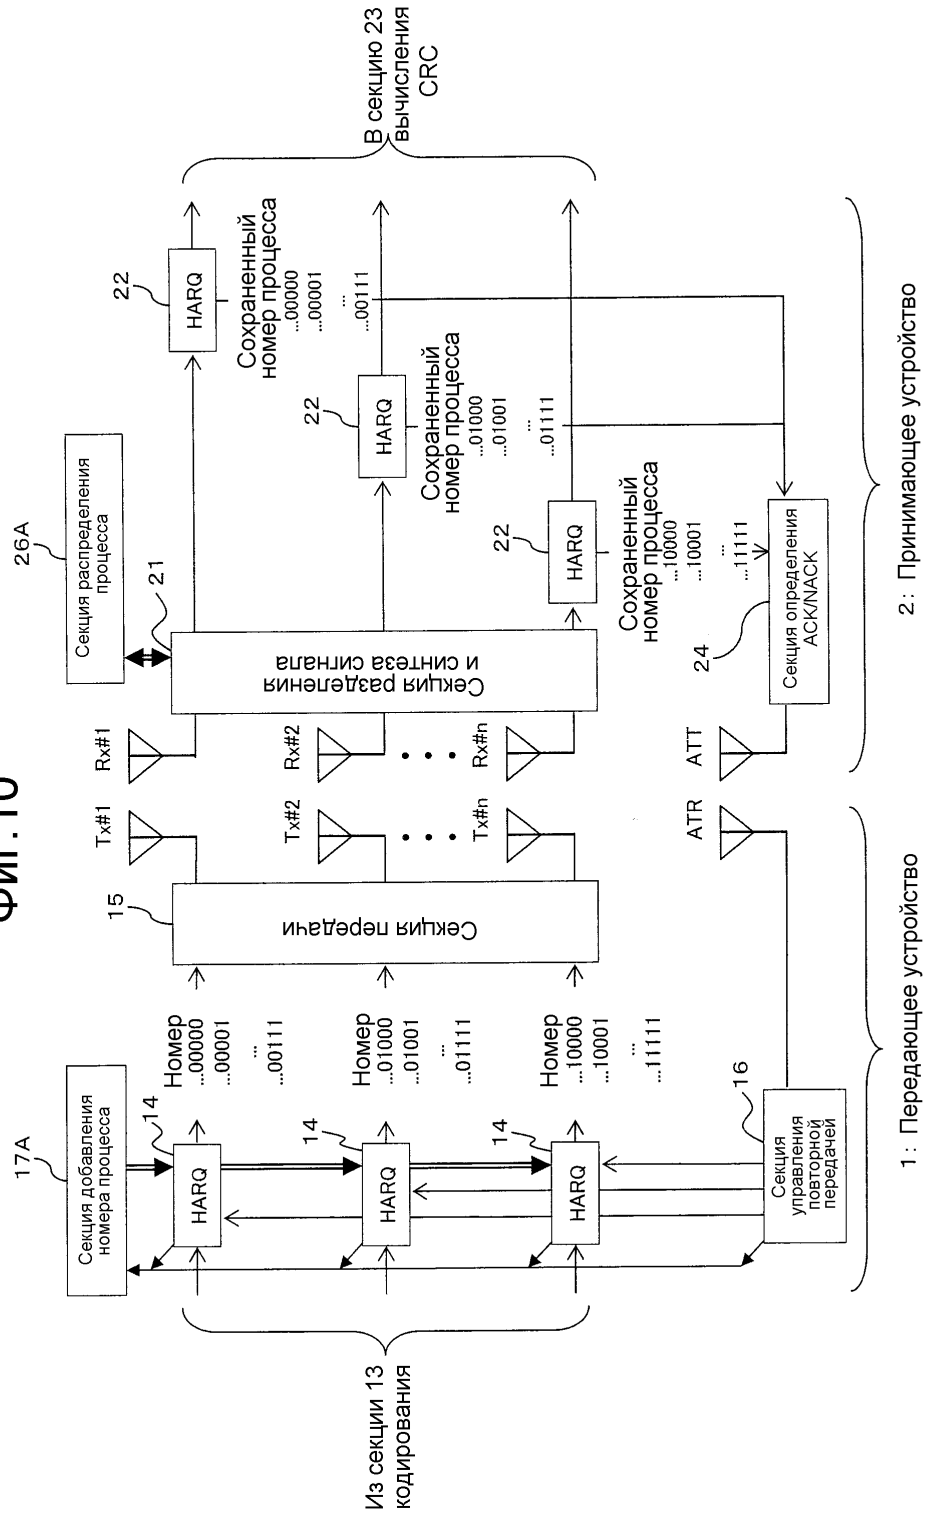 Фиг.10
17A
Секция добавления
номера процесса
14
HARQ
14
HARQ
14
HARQ
Из секции 13
кодирования
Номер
...00000
...00001
...
...00111
Номер
...01000
...01001
...
...01111
Номер
...10000
...10001
...
...11111
16
Секция
управления
повторной
передачей
15
Секция передачи
Tx#1
Tx#2
Tx#n
ATR
1: Передающее устройство
Rx#1
Rx#2
Rx#n
ATT
26A
Секция распределения
процесса
21
Секция разделения
и синтеза сигнала
22
HARQ
Сохраненный
номер процесса
...00000
...00001
...
...00111
22
HARQ
Сохраненный
номер процесса
...01000
...01001
...
...01111
22
HARQ
Сохраненный
номер процесса
...10000
...10001
...
...11111
24
Секция определения
ACK/NACK
В секцию 23
вычисления
CRC
2: Принимающее устройство